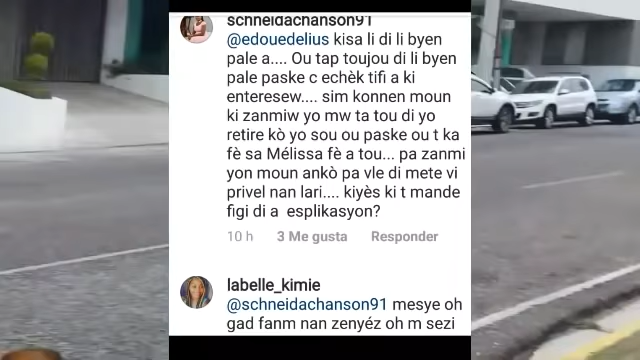 schneidachanson91
@edouedelius kisa li di li byen
pale a.... Ou tap toujou di li byen
pale paske c echèk tifi a ki
enteresew.... sim konnen moun
ki zanmiw yo mw ta tou di yo
retire kò yo sou ou paske ou t ka
fè sa Mélissa fè a tou... pa zanmi
yon moun ankò pa vle di mete vi
privel nan lari.... kiyès ki t mande
figi di a esplikasyon?
10 h 3 Me gusta Responder
labelle_kimie
@schneidachanson91 mesye oh
gad fanm nan zenyéz oh m sezi